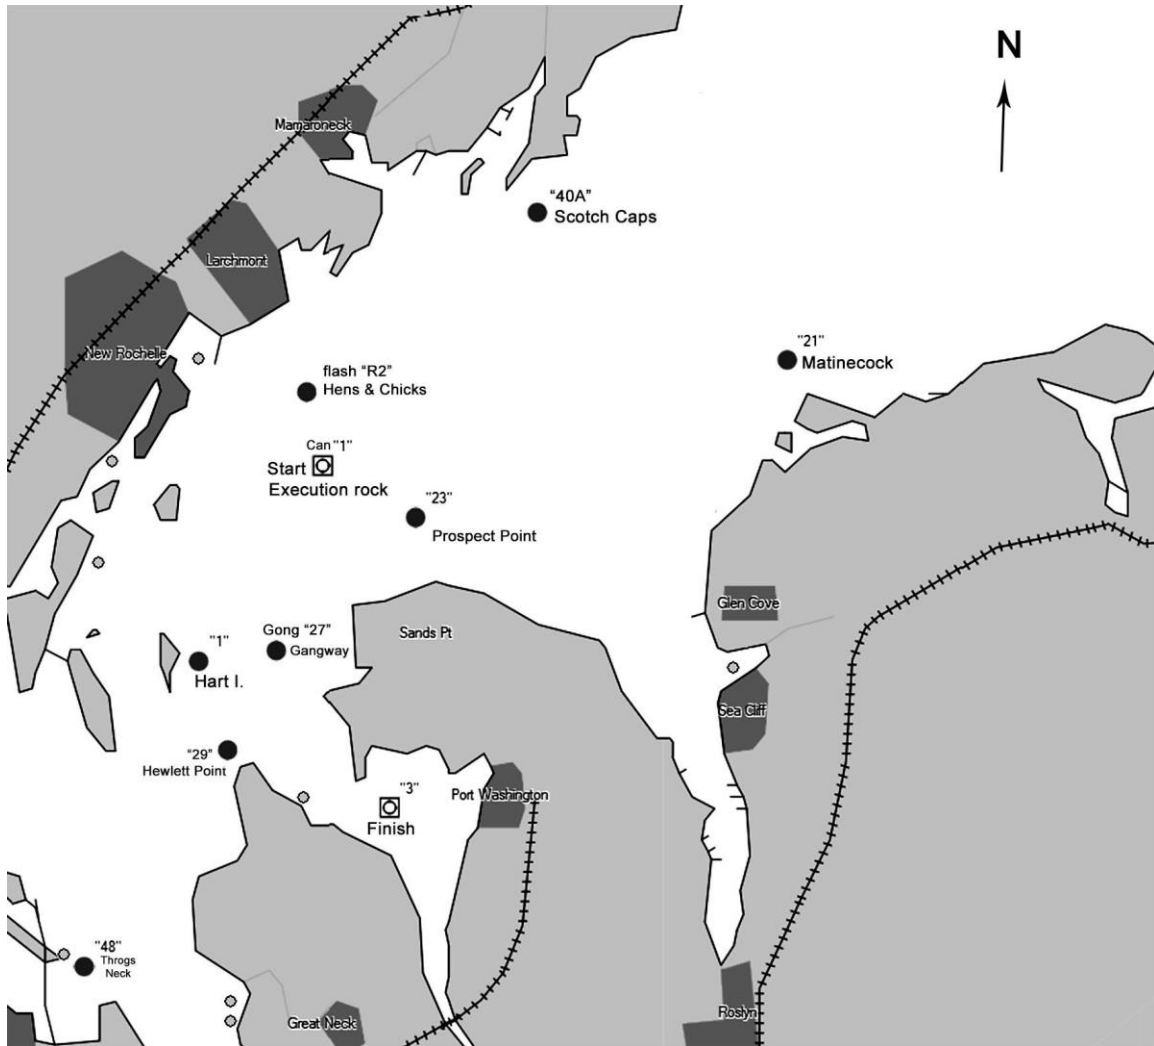 N
Mamaroneck
"40A"
Scotch Caps
Larchmont
New Rochelle
"21"
Matinecock
flash "R2"
Hens & Chicks
Can "1"
Start
Execution rock
"23"
Prospect Point
Glen Cove
Gong "27"
Gangway
Sands Pt
"1"
Hart I.
Sea Cliff
"29"
Hewlett Point
"3"
Finish
Port Washington
"48"
Throgs
Neck
Great Neck
Roslyn